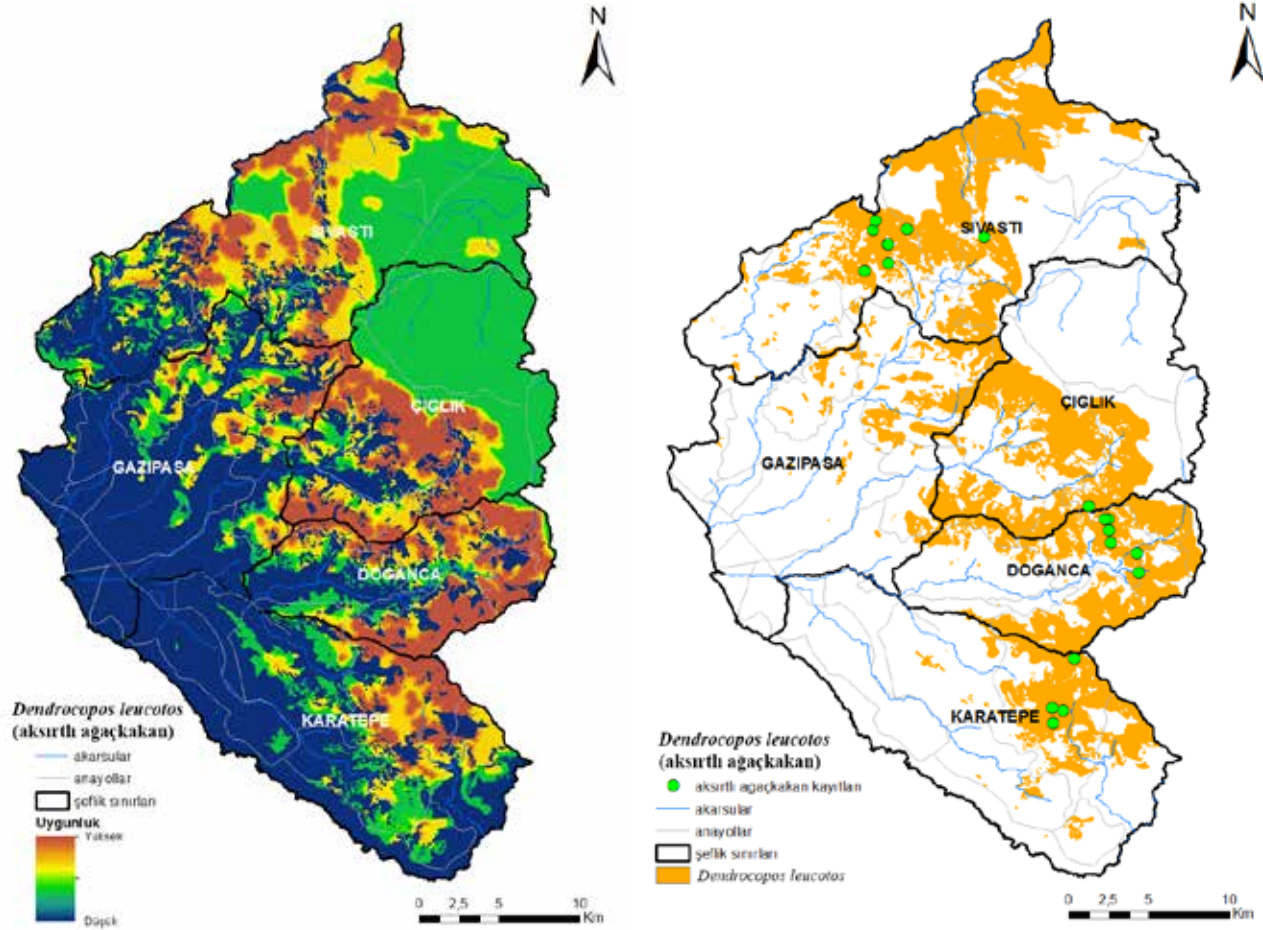 N
SIVASTI
ÇIGLIK
GAZIPASA
DOGANCA
KARATEPE
Dendrocopos leucotos
(aksırtlı ağaçkakan)
akarsular
anayollar
şeflik sınırları
Uygunluk
Yüksek
Düşük
0 2,5 5 10
Km
N
SIVASTI
ÇIGLIK
GAZIPASA
DOGANCA
KARATEPE
Dendrocopos leucotos
(aksırtlı ağaçkakan)
aksırtlı agaçkakan kayıtları
akarsular
anayollar
şeflik sınırları
Dendrocopos leucotos
0 2,5 5 10
Km